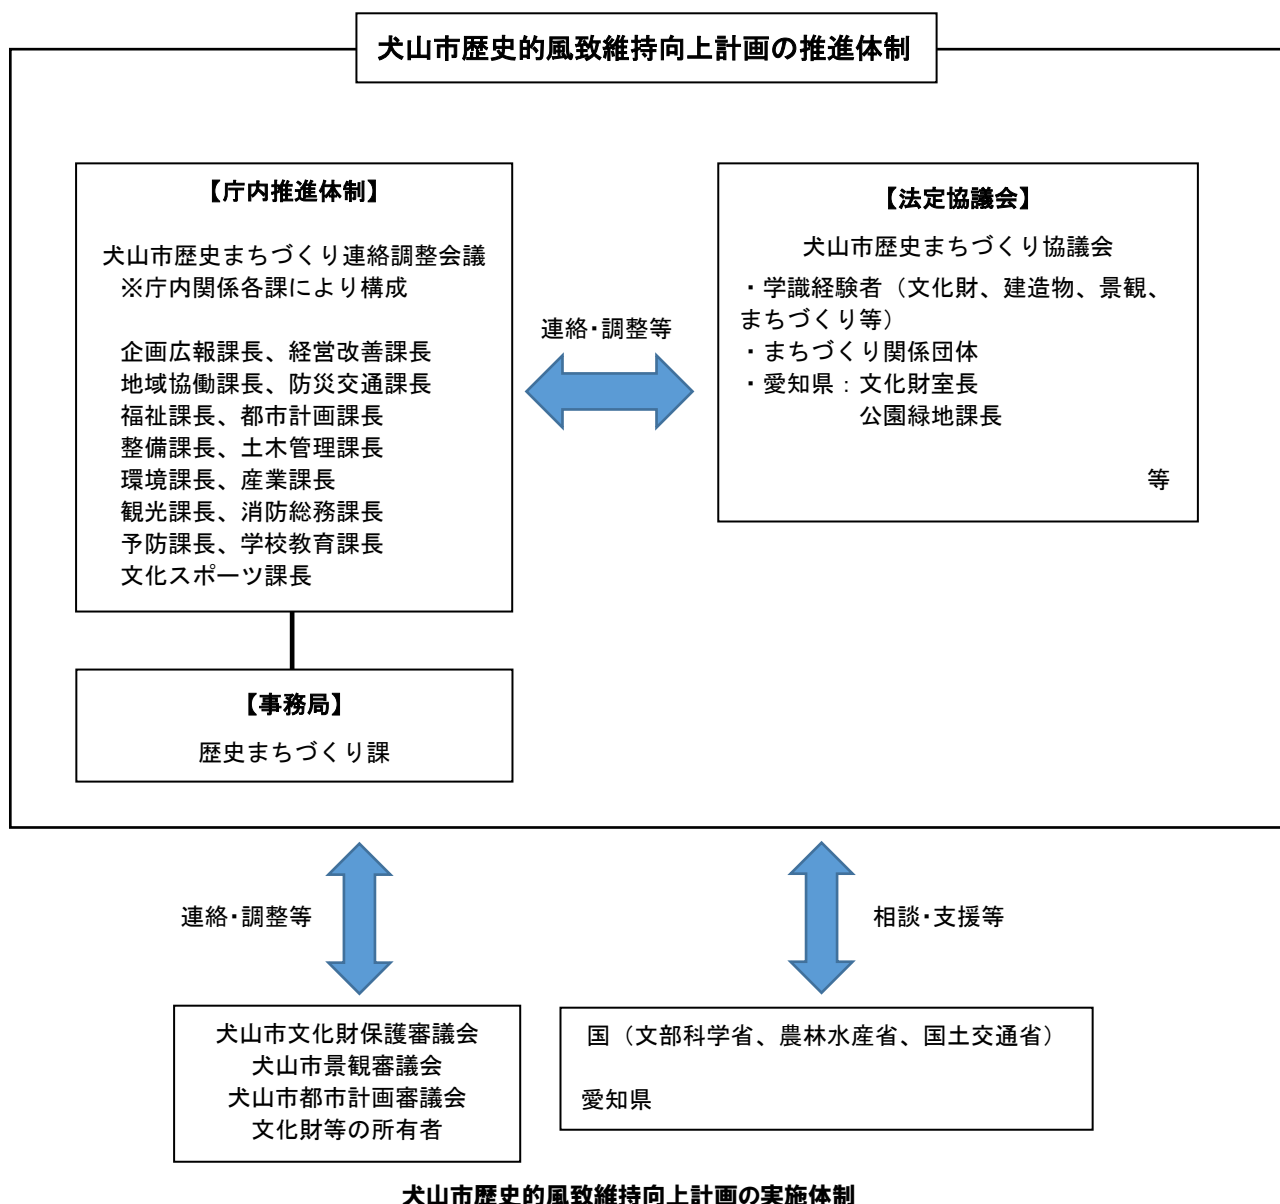 犬山市歴史的風致維持向上計画の推進体制
【庁内推進体制】
犬山市歴史まちづくり連絡調整会議
※庁内関係各課により構成
企画広報課長、経営改善課長
地域協働課長、防災交通課長
福祉課長、都市計画課長
整備課長、土木管理課長
環境課長、産業課長
観光課長、消防総務課長
予防課長、学校教育課長
文化スポーツ課長
連絡・調整等
【法定協議会】
犬山市歴史まちづくり協議会
・学識経験者（文化財、建造物、景観、
まちづくり等）
・まちづくり関係団体
・愛知県：文化財室長
公園緑地課長
等
【事務局】
歴史まちづくり課
連絡・調整等
相談・支援等
犬山市文化財保護審議会
犬山市景観審議会
犬山市都市計画審議会
文化財等の所有者
国（文部科学省、農林水産省、国土交通省）
愛知県
犬山市歴史的風致維持向上計画の実施体制